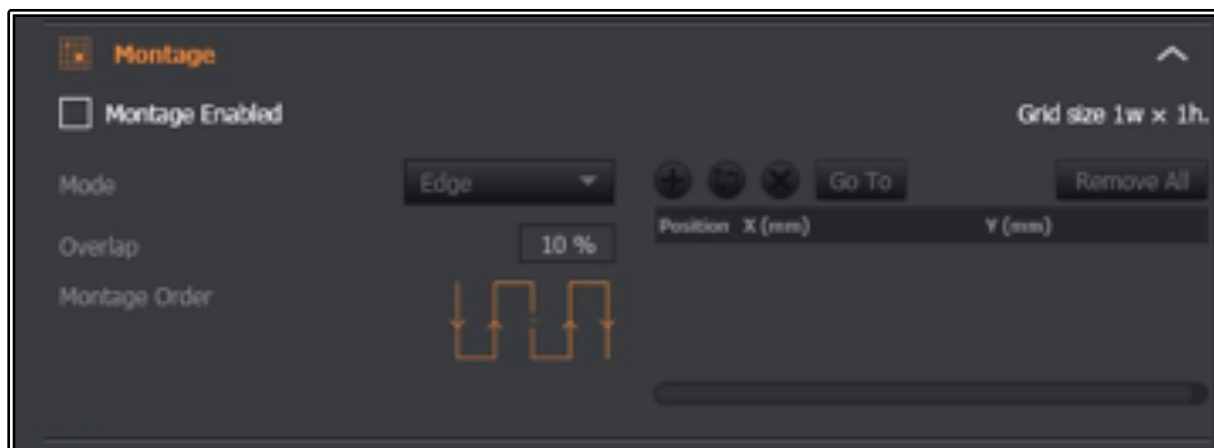 Montage
Montage Enabled
Grid size 1w × 1h.
Mode
Edge
Go To
Remove All
Position X (mm) Y (mm)
Overlap
10 %
Montage Order